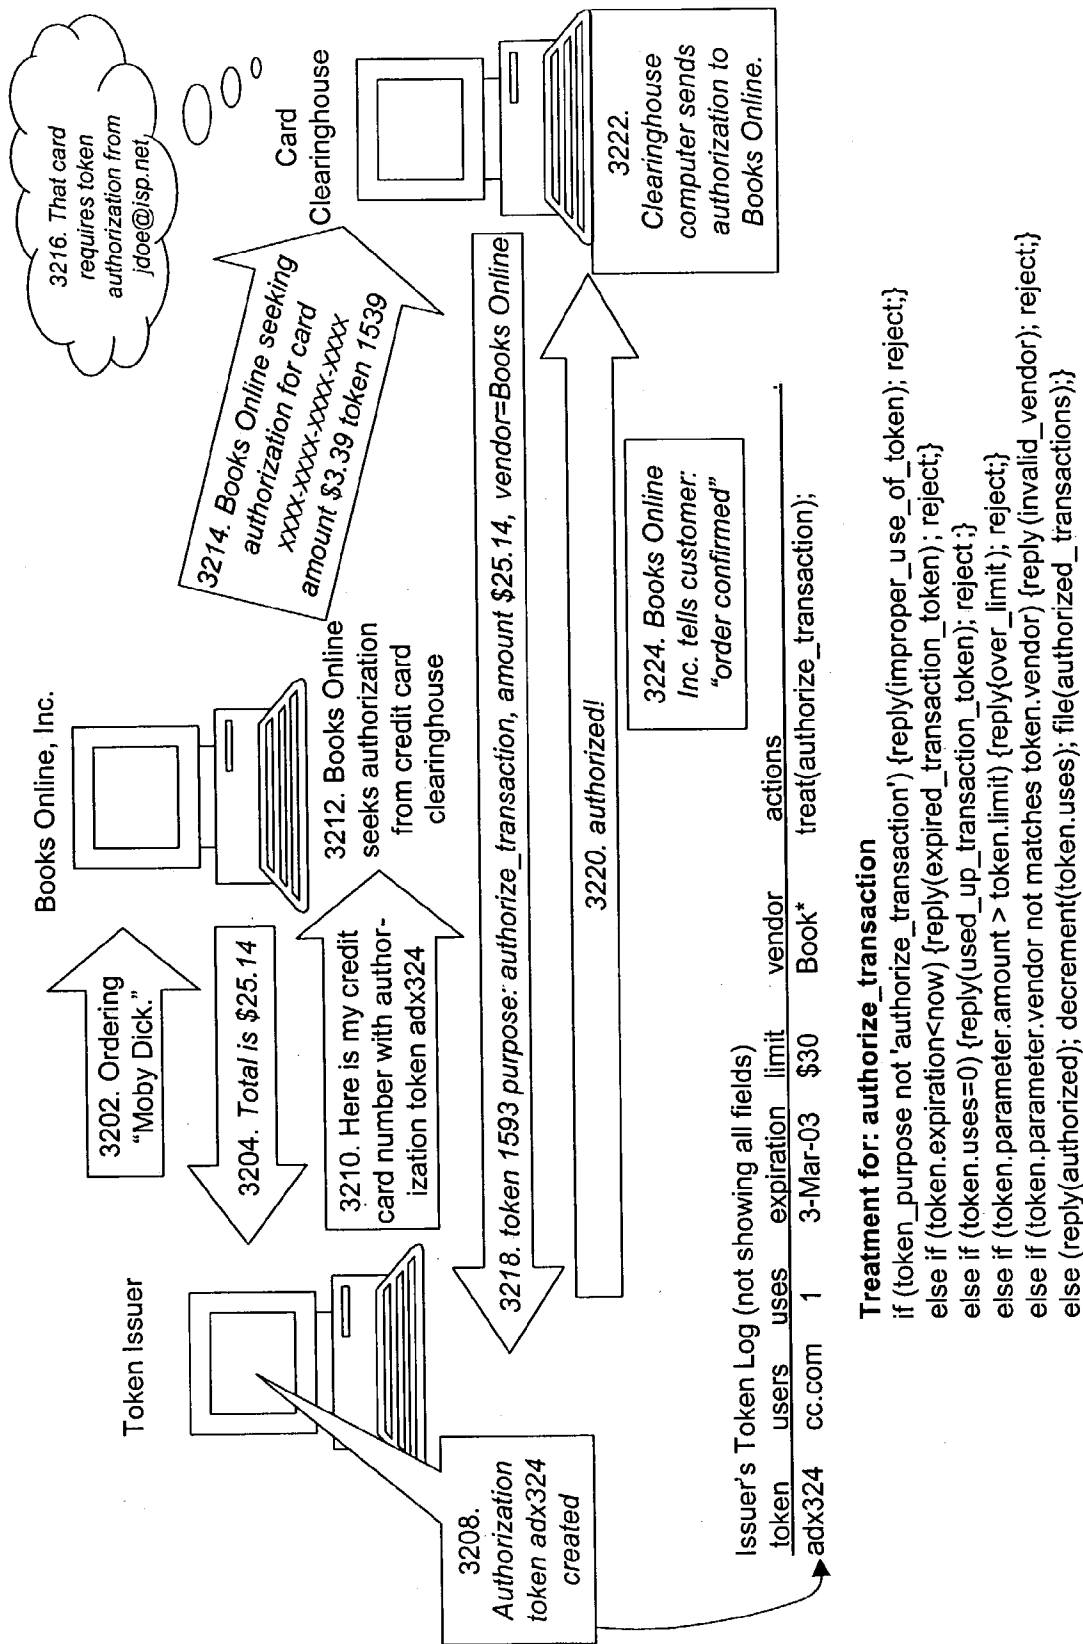 Token Issuer
Books Online, Inc.
Card
Clearinghouse
3202. Ordering
“Moby Dick.”
3204. Total is $25.14
3208.
Authorization
token adx324
created
3210. Here is my credit
card number with author-
ization token adx324
3212. Books Online
seeks authorization
from credit card
clearinghouse
3214. Books Online seeking
authorization for card
xxxx-xxxx-xxxx-xxxx
amount $3.39 token 1539
3216. That card
requires token
authorization from
jdoe@isp.net
3218. token 1593 purpose: authorize_transaction, amount $25.14, vendor=Books Online
3220. authorized!
3222.
Clearinghouse
computer sends
authorization to
Books Online.
3224. Books Online
Inc. tells customer:
“order confirmed”
Issuer's Token Log (not showing all fields)
token users uses expiration limit vendor actions
adx324 cc.com 1 3-Mar-03 $30 Book* treat(authorize_transaction);
Treatment for: authorize_transaction
if (token_purpose not 'authorize_transaction') {reply(improper_use_of_token); reject;}
else if (token.expiration<now) {reply(expired_transaction_token); reject;}
else if (token.uses=0) {reply(used_up_transaction_token); reject;}
else if (token.parameter.amount > token.limit) {reply{over_limit); reject;}
else if (token.parameter.vendor not matches token.vendor) {reply(invalid_vendor); reject;}
else (reply(authorized); decrement(token.uses); file(authorized_transactions);}